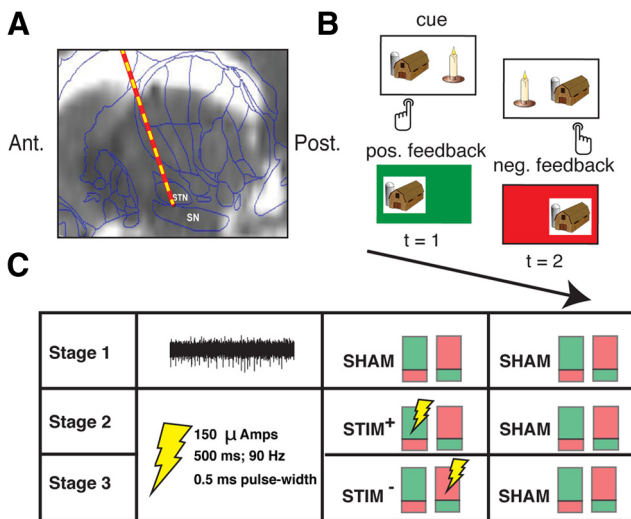 A
Ant.
Post.
STN
SN
B
cue
pos. feedback
neg. feedback
t = 1
t = 2
C
Stage 1
SHAM
SHAM
Stage 2
150 μ Amps
500 ms; 90 Hz
0.5 ms pulse-width
STIM+
SHAM
Stage 3
STIM -
SHAM